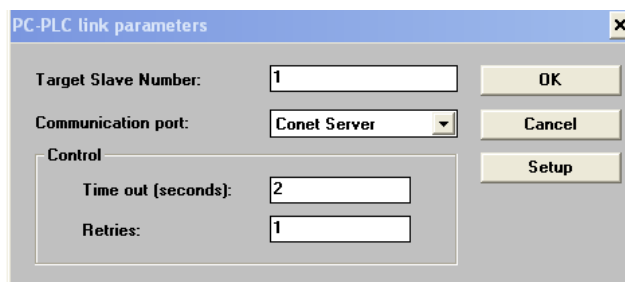 PC-PLC link parameters
Target Slave Number: 1 OK
Communication port: Conet Server Cancel
Control Setup
Time out (seconds): 2
Retries: 1